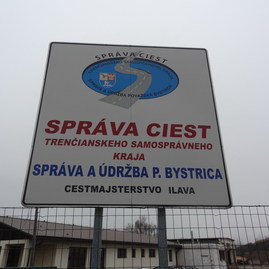 SPRÁVA CIEST
SPRÁVA CIEST
TRENČIANSKEHO SAMOSPRÁVNEHO
KRAJA
SPRÁVA A ÚDRŽBA P. BYSTRICA
CESTMAJSTERSTVO ILAVA